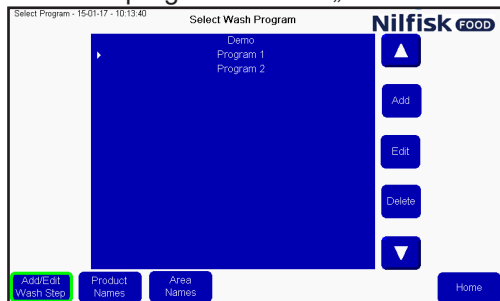 Select Program - 15-01-17 - 10:13:40
Select Wash Program
Nilfisk FOOD
Demo
Program 1
Program 2
Add
Edit
Delete
Add/Edit
Wash Step
Product
Names
Area
Names
Home